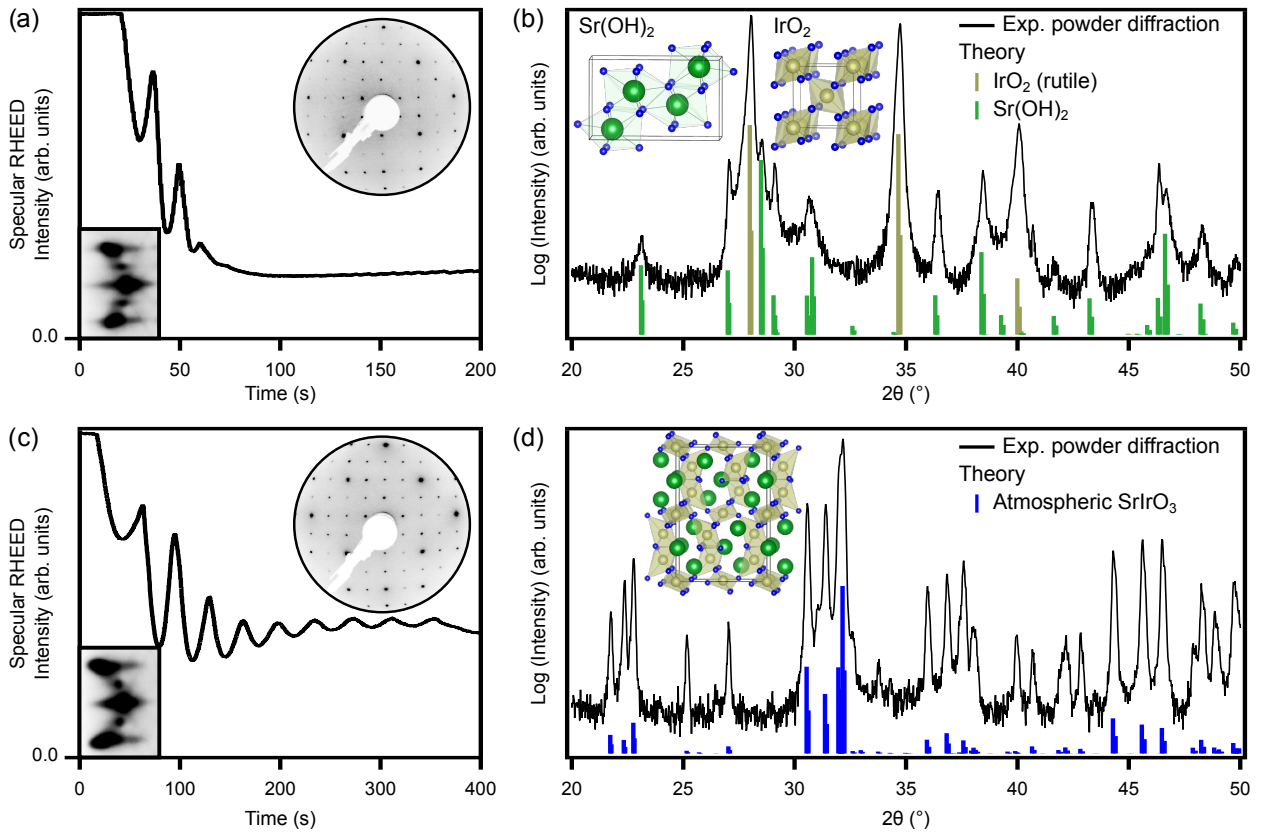 (a)
Specular RHEED
Intensity (arb. units)
0.0
0
50
100
150
200
Time (s)
(b)
Sr(OH)2
IrO2
Exp. powder diffraction
Theory
IrO2 (rutile)
Sr(OH)2
Log (Intensity) (arb. units)
20
25
30
35
40
45
50
2θ (°)
(c)
Specular RHEED
Intensity (arb. units)
0.0
0
100
200
300
400
Time (s)
(d)
Exp. powder diffraction
Theory
Atmospheric SrIrO3
Log (Intensity) (arb. units)
20
25
30
35
40
45
50
2θ (°)